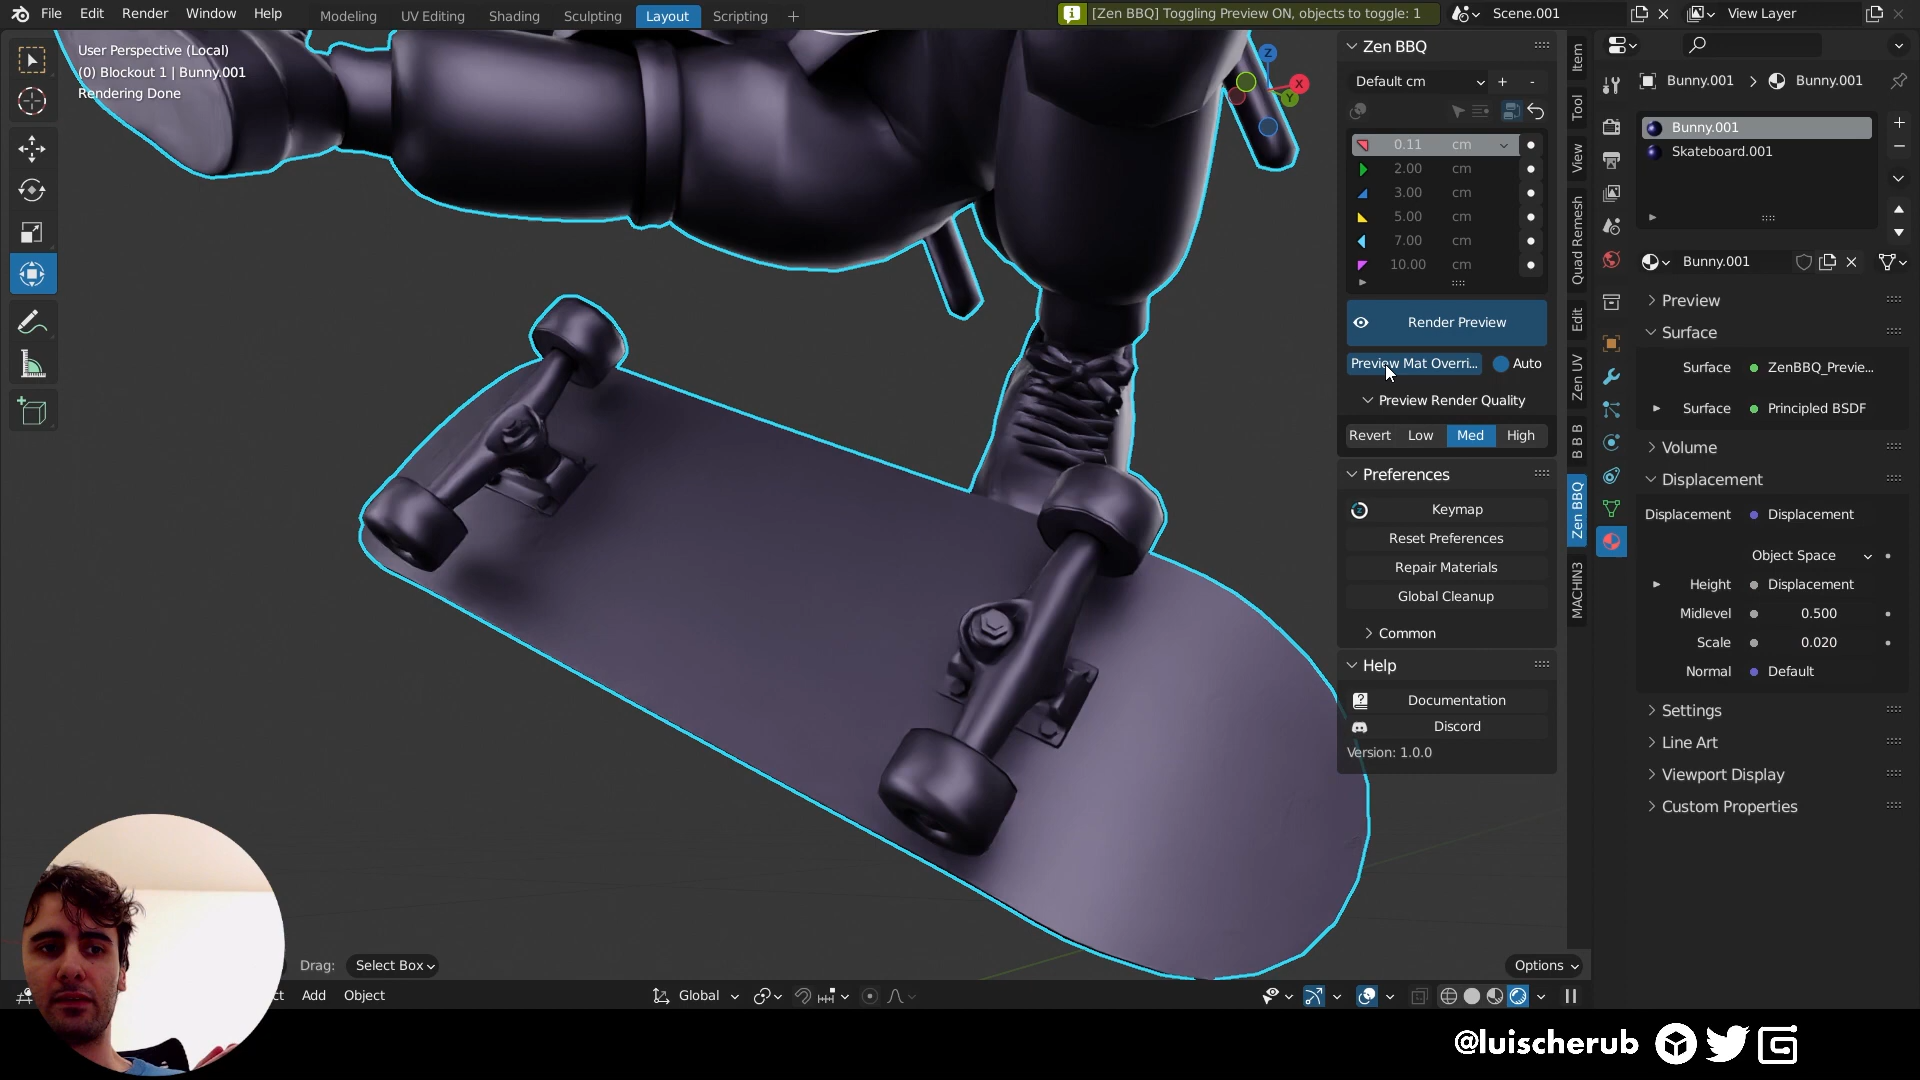 File Edit Render Window Help
Modeling UV Editing Shading Sculpting Layout Scripting +
[Zen BBQ] Toggling Preview ON, objects to toggle: 1
Scene.001
View Layer
User Perspective (Local)
(0) Blockout 1 | Bunny.001
Rendering Done
Z
X
Y
Zen BBQ
Default cm + -
0.11 cm
2.00 cm
3.00 cm
5.00 cm
7.00 cm
10.00 cm
Render Preview
Preview Mat Overri... Auto
Preview Render Quality
Revert Low Med High
Preferences
Keymap
Reset Preferences
Repair Materials
Global Cleanup
Common
Help
Documentation
Discord
Version: 1.0.0
Item
Tool
View
Quad Remesh
Edit
Zen UV
B B B
Zen BBQ
MACHIN3
Bunny.001 > Bunny.001
Bunny.001
Skateboard.001
Bunny.001
Preview
Surface
Surface ZenBBQ_Previe...
Surface Principled BSDF
Volume
Displacement
Displacement Displacement
Object Space
Height Displacement
Midlevel 0.500
Scale 0.020
Normal Default
Settings
Line Art
Viewport Display
Custom Properties
Drag: Select Box
Options
ct Add Object
Global
@luischerub